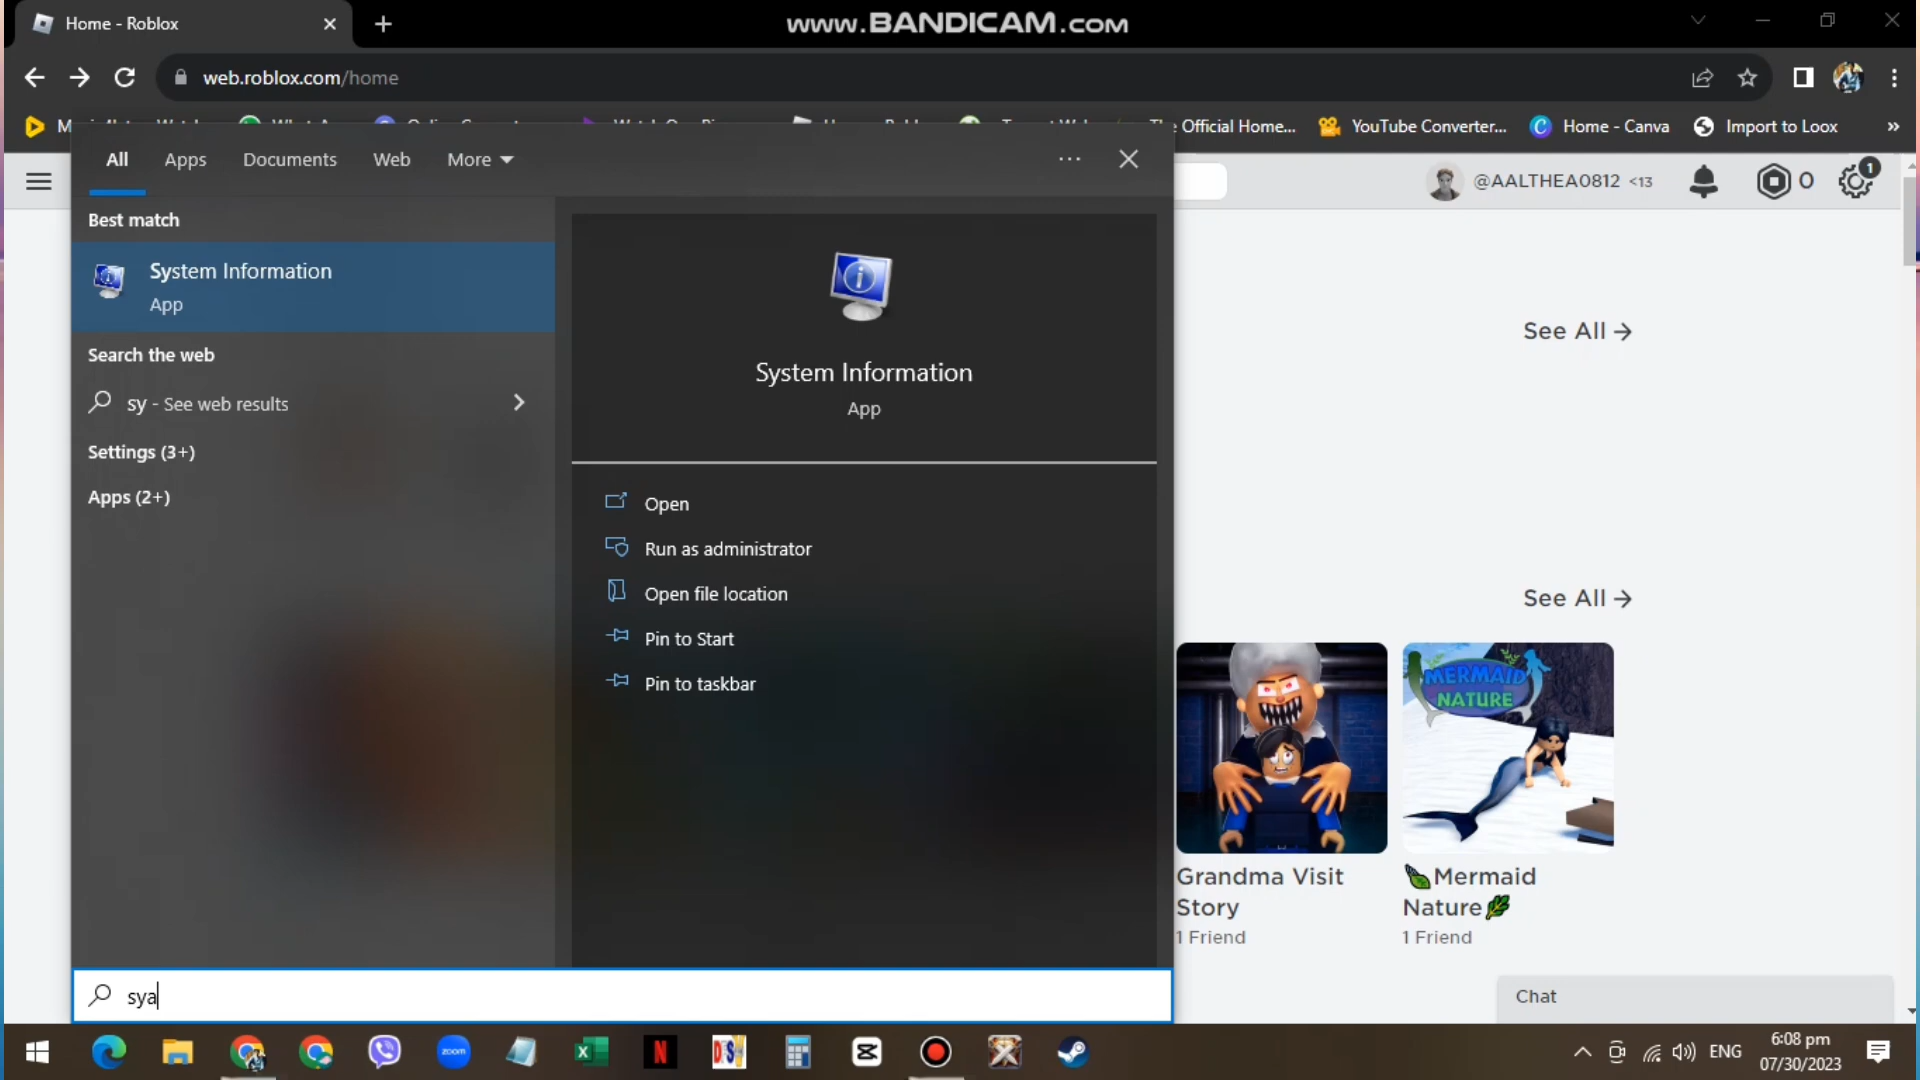 Home - Roblox
www.BANDICAM.com
web.roblox.com/home
The Official Home...
YouTube Converter...
Home - Canva
Import to Loox
»
All
Apps
Documents
Web
More
@AALTHEA0812 <13
0
1
Best match
System Information
App
Search the web
sy - See web results
Settings (3+)
Apps (2+)
System Information
App
Open
Run as administrator
Open file location
Pin to Start
Pin to taskbar
See All →
See All →
MERMAID
NATURE
Grandma Visit
Story
1 Friend
Mermaid
Nature
1 Friend
Chat
sya
zoom
N
ENG
6:08 pm
07/30/2023